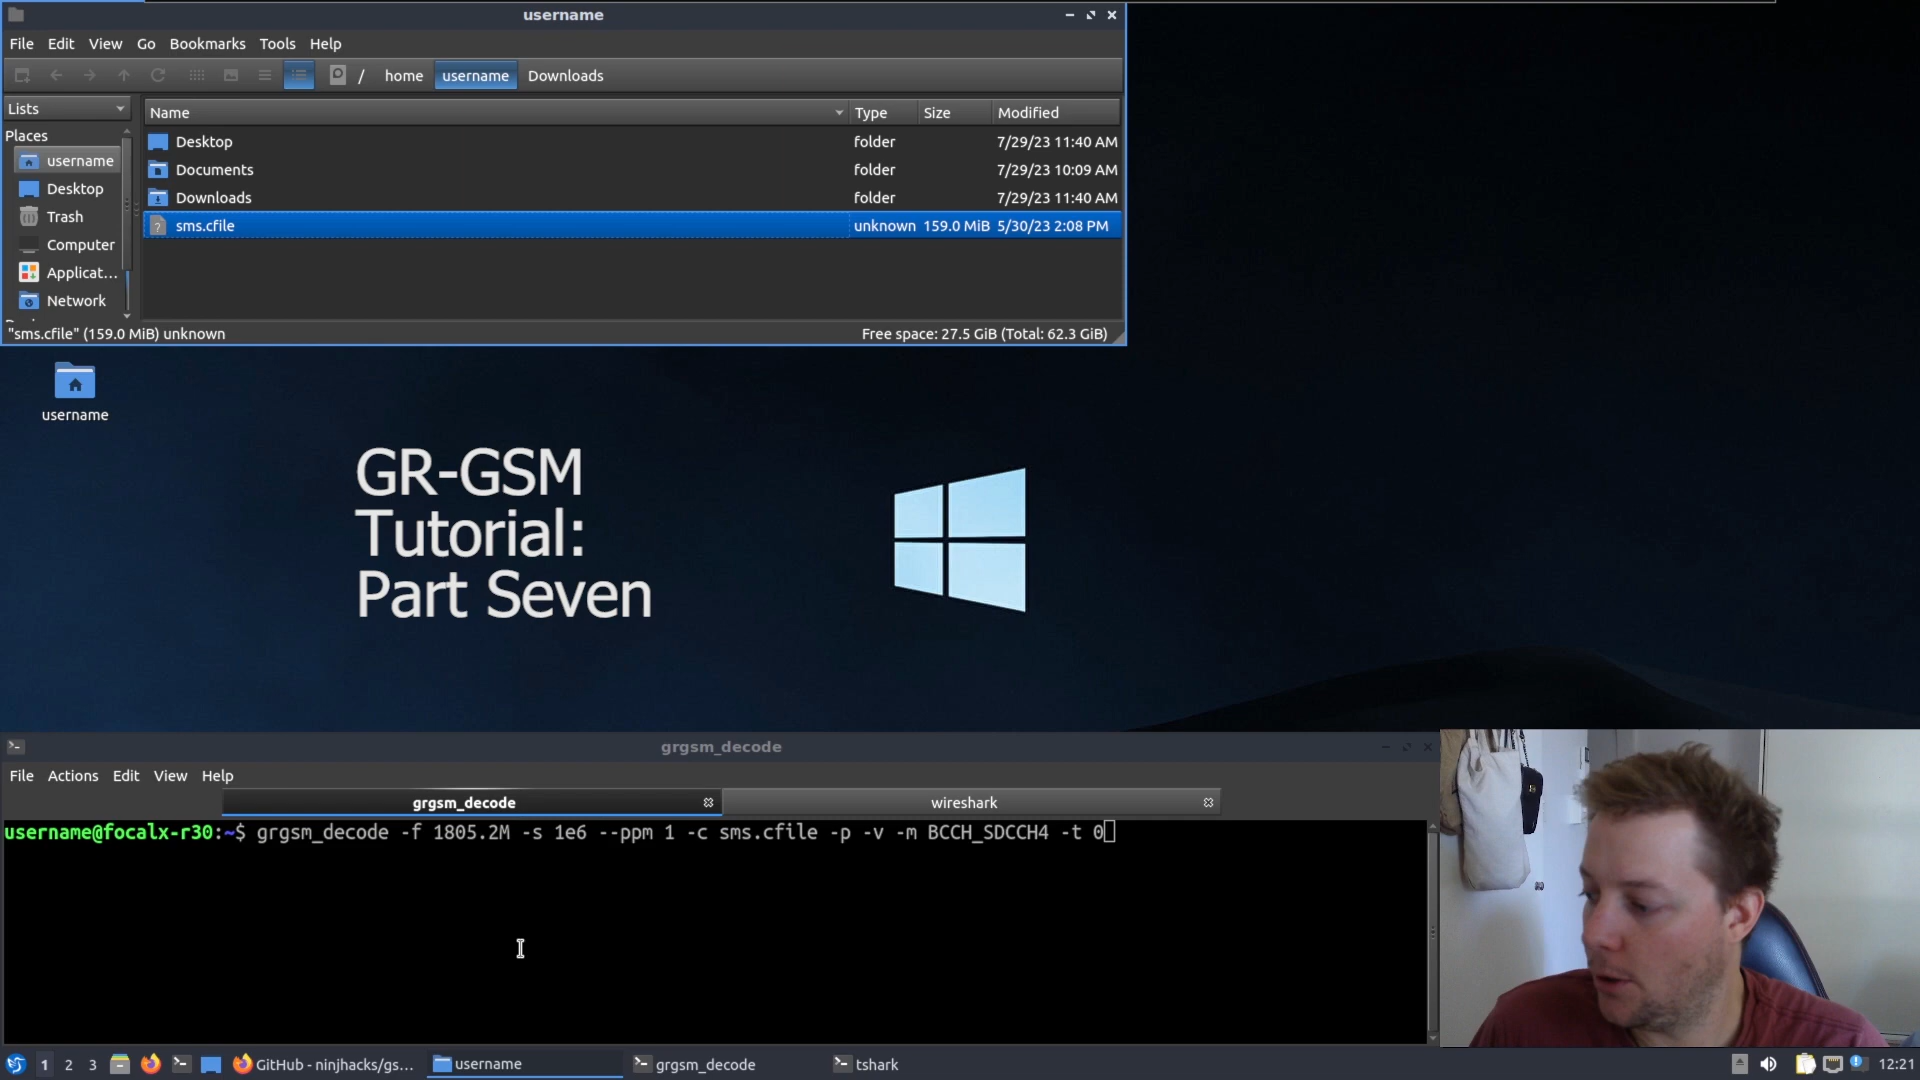 username
File Edit View Go Bookmarks Tools Help
/ home username Downloads
Lists
Places
username
Desktop
Trash
Computer
Applicat...
Network
Name Type Size Modified
Desktop folder 7/29/23 11:40 AM
Documents folder 7/29/23 10:09 AM
Downloads folder 7/29/23 11:40 AM
sms.cfile unknown 159.0 MiB 5/30/23 2:08 PM
"sms.cfile" (159.0 MiB) unknown Free space: 27.5 GiB (Total: 62.3 GiB)
username
GR-GSM
Tutorial:
Part Seven
grgsm_decode
File Actions Edit View Help
grgsm_decode wireshark
username@focalx-r30:~$ grgsm_decode -f 1805.2M -s 1e6 --ppm 1 -c sms.cfile -p -v -m BCCH_SDCCH4 -t 0
1 2 3 GitHub - ninjhacks/gs... username grgsm_decode tshark 12:21